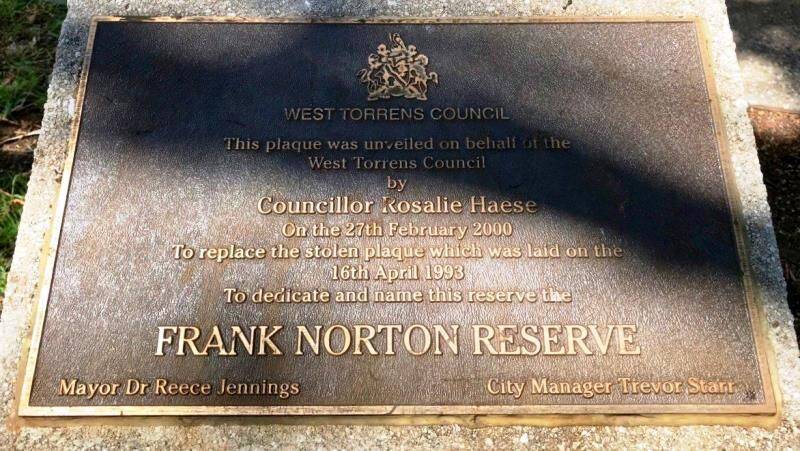 WEST TORRENS COUNCIL
This plaque was unveiled on behalf of the
West Torrens Council
by
Councillor Rosalie Haese
On the 27th February 2000
To replace the stolen plaque which was laid on the
16th April 1993
To dedicate and name this reserve the
FRANK NORTON RESERVE
Mayor Dr Reece Jennings
City Manager Trevor Starr